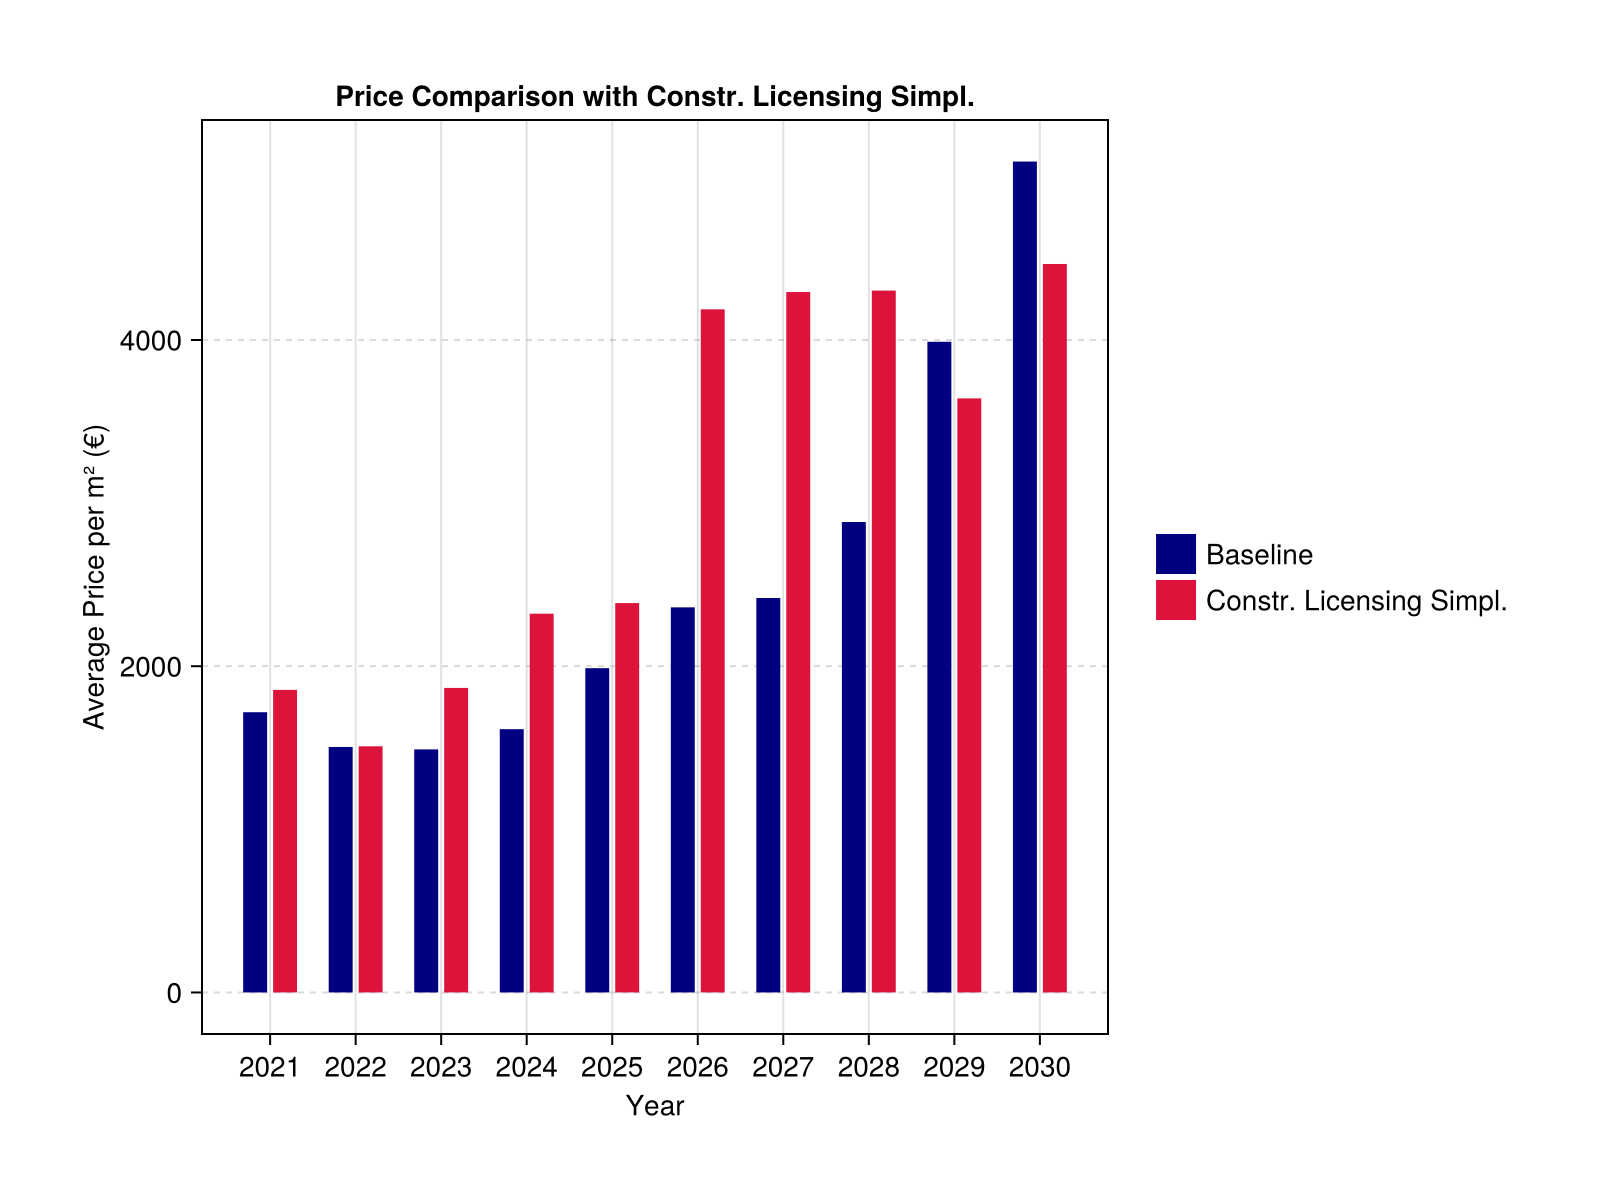 Price Comparison with Constr. Licensing Simpl.
Average Price per m² (€)
4000
2000
0
2021 2022 2023 2024 2025 2026 2027 2028 2029 2030
Year
Baseline
Constr. Licensing Simpl.